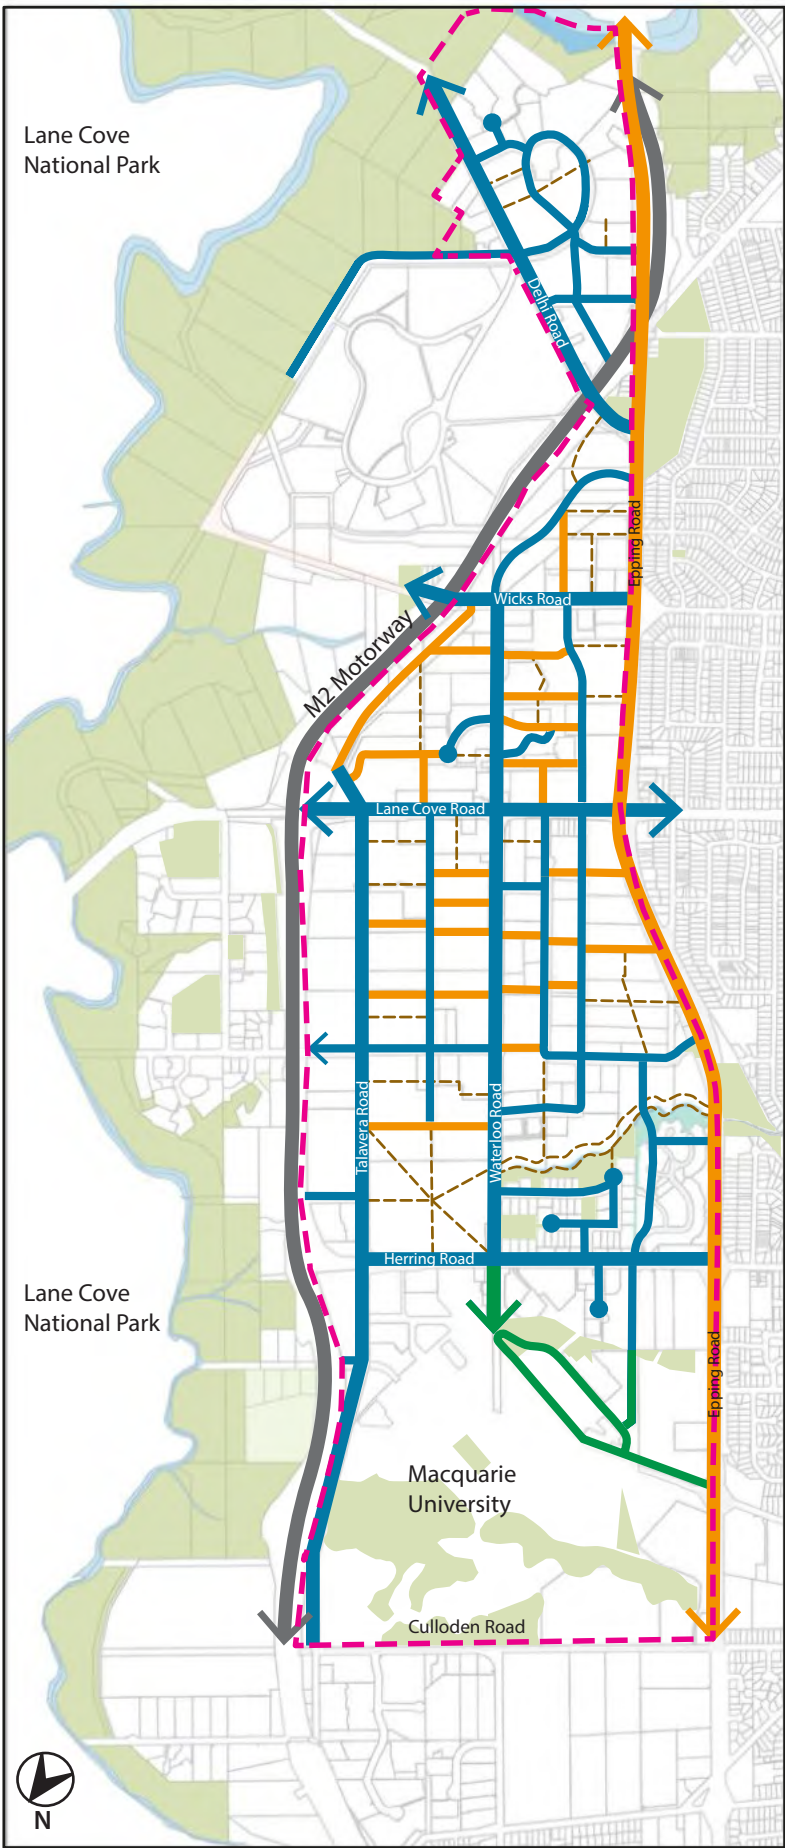 Lane Cove
National Park
Delhi Road
Epping Road
Wicks Road
M2 Motorway
Lane Cove Road
Talavera Road
Waterloo Road
Herring Road
Lane Cove
National Park
Epping Road
Macquarie
University
Culloden Road
N